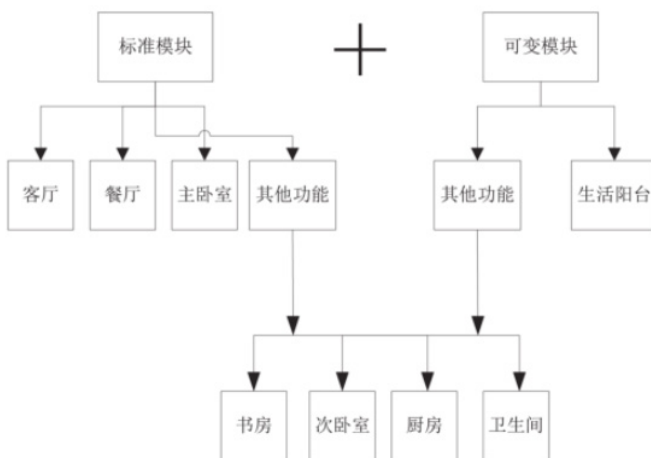 标准模块
可变模块
客厅
餐厅
主卧室
其他功能
其他功能
生活阳台
书房
次卧室
厨房
卫生间